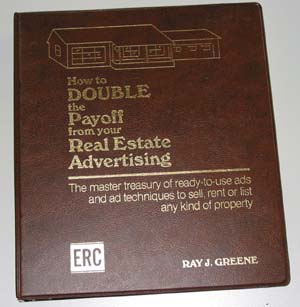 How to
DOUBLE
the
Payoff
from your
Real Estate
Advertising
The master treasury of ready-to-use ads
and ad techniques to sell, rent or list
any kind of property
ERC
RAY J. GREENE